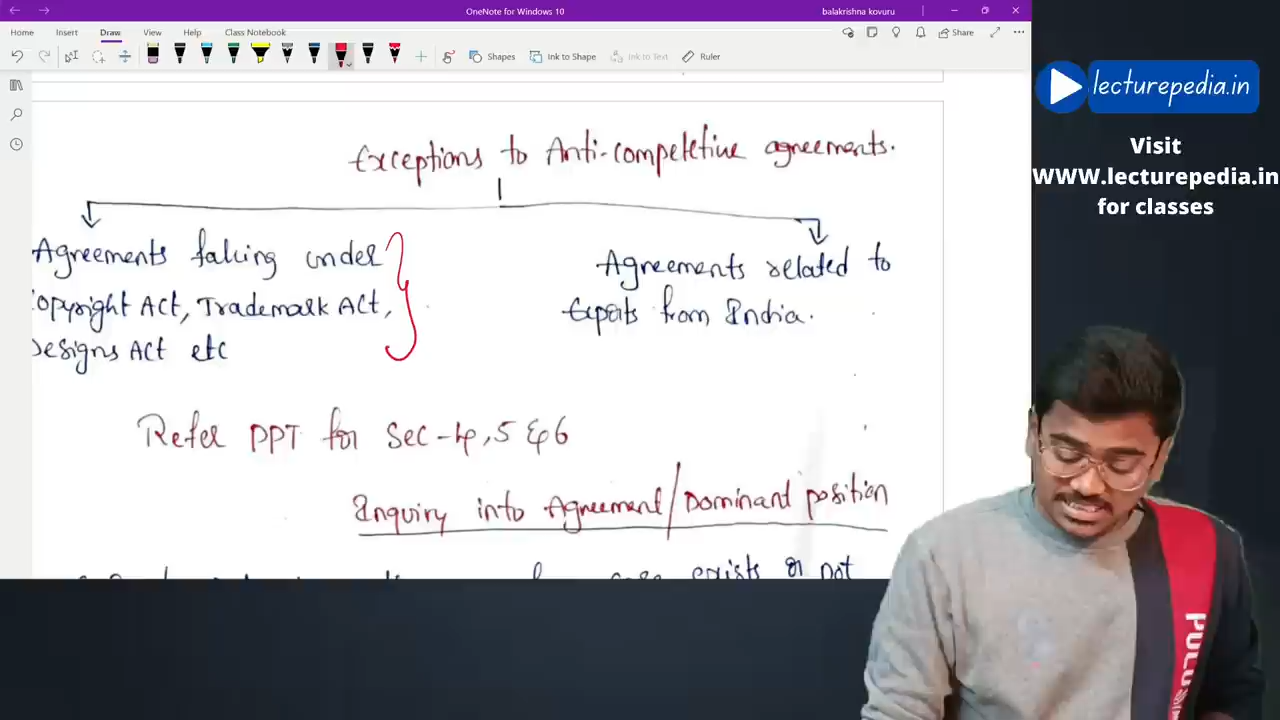 OneNote for Windows 10
balakrishna kovuru
Home Insert Draw View Help Class Notebook
Share
Shapes
Ink to Shape
Ink to Text
Ruler
lecturepedia.in
Visit
WWW.lecturepedia.in
for classes
Exceptions to Anti-competetive agreements.
Agreements falling under
opyright Act, Trademark Act,
esigns Act etc
Agreements related to
Exports from India.
Refer PPT for Sec-4, 5 & 6
Enquiry into Agreement/Dominant position
case exists or not